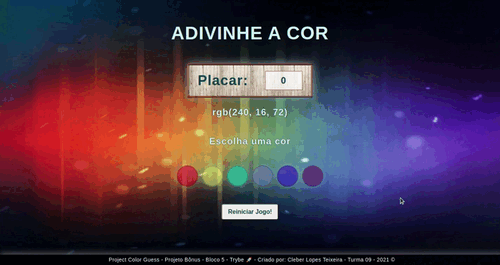 ADIVINHE A COR
Placar: 0
rgb(240, 16, 72)
Escolha uma cor
Reiniciar Jogo!
Project Color Guess - Projeto Bônus - Bloco 5 - Trybe 🚀 - Criado por: Cleber Lopes Teixeira - Turma 09 - 2021 ©